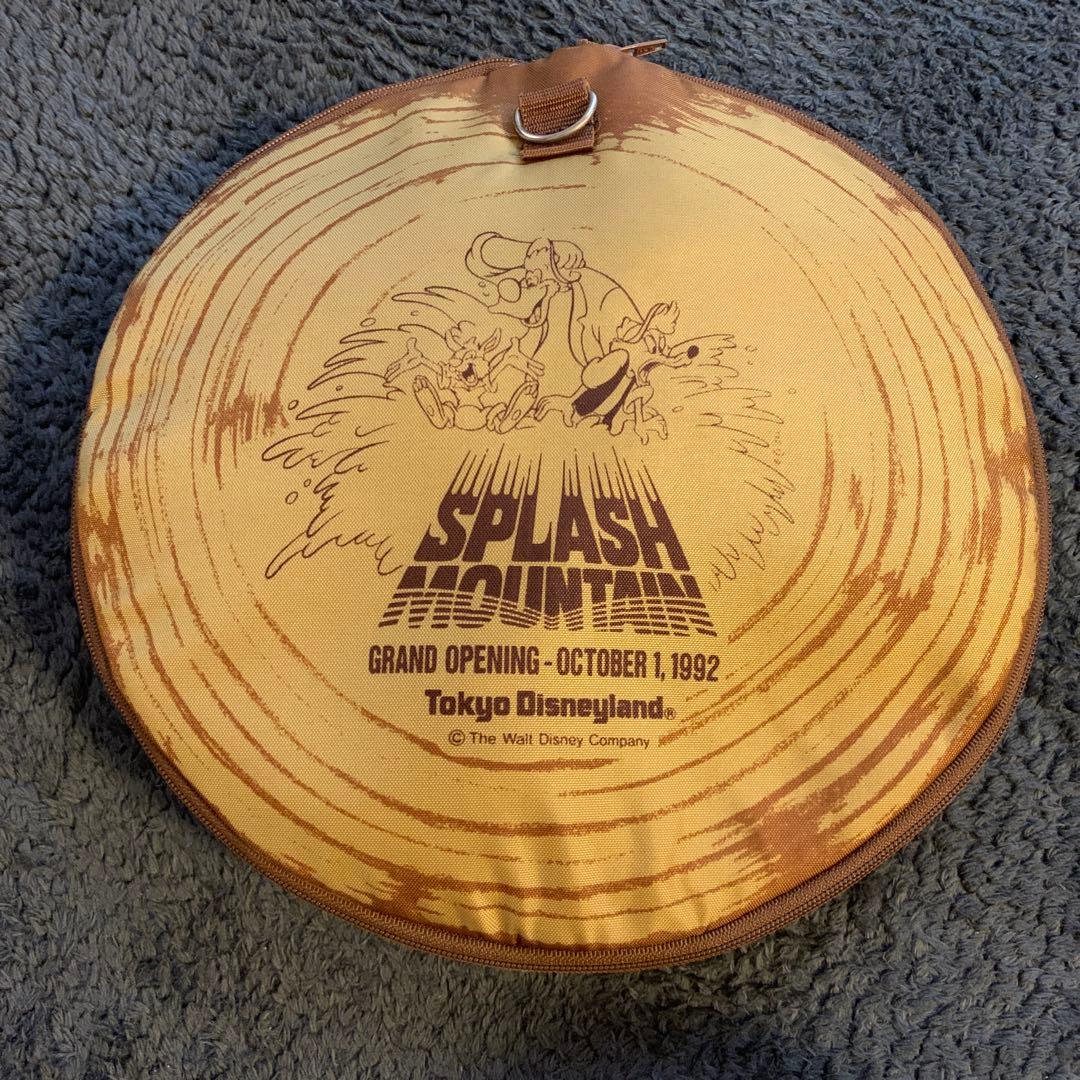 SPLASH
MOUNTAIN
GRAND OPENING - OCTOBER 1, 1992
Tokyo Disneyland®
© The Walt Disney Company